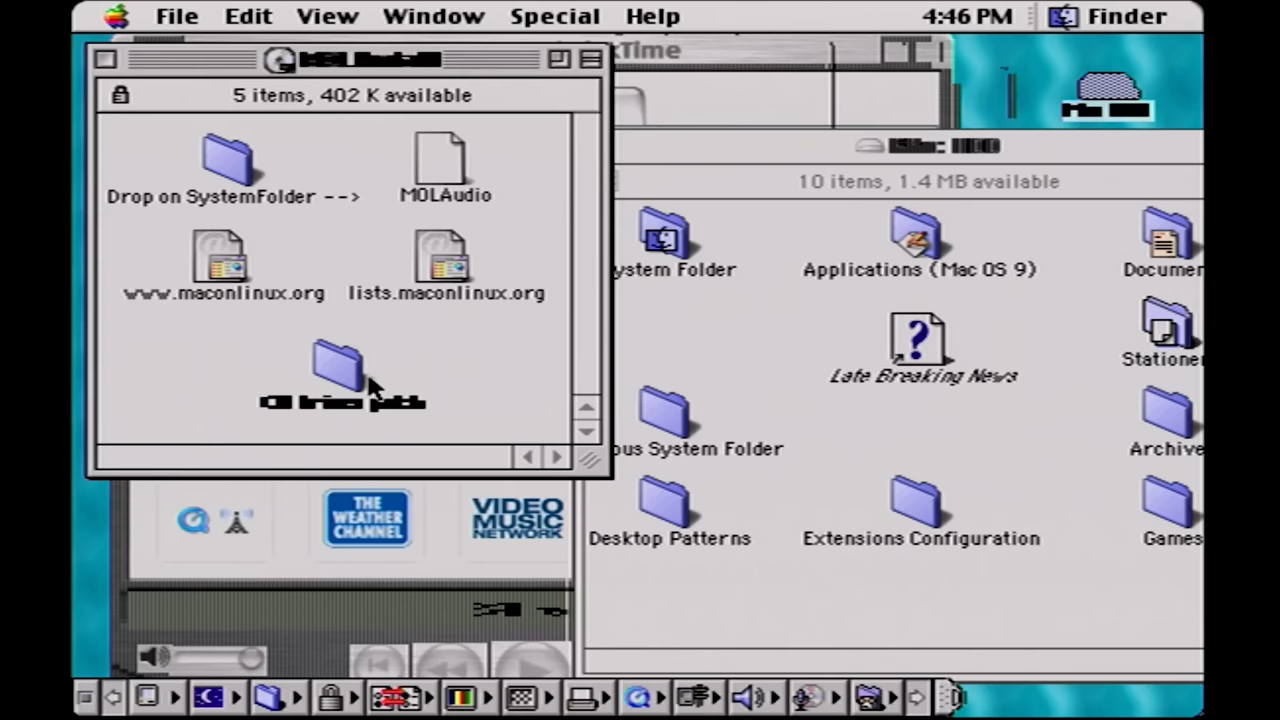 File Edit View Window Special Help 4:46 PM Finder
5 items, 402 K available
10 items, 1.4 MB available
Drop on SystemFolder -->
MOLAudio
www.maconlinux.org
lists.maconlinux.org
ystem Folder
Applications (Mac OS 9)
Documen
Late Breaking News
Stationer
ous System Folder
Archive
Desktop Patterns
Extensions Configuration
Games
THE
WEATHER
CHANNEL
VIDEO
MUSIC
NETWORK